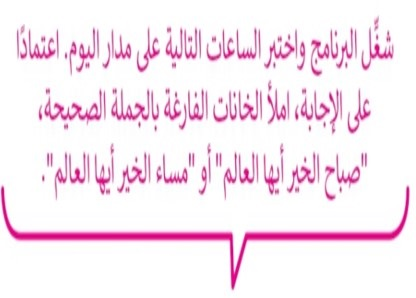 شغِّل البرنامج واختبر الساعات التالية على مدار اليوم. اعتمادًا
على الإجابة، املأ الخانات الفارغة بالجملة الصحيحة،
"صباح الخير أيها العالم" أو "مساء الخير أيها العالم".